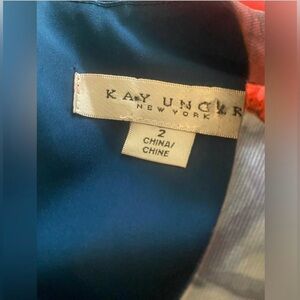 KAY UNGER
NEW YORK
2
CHINA/
CHINE